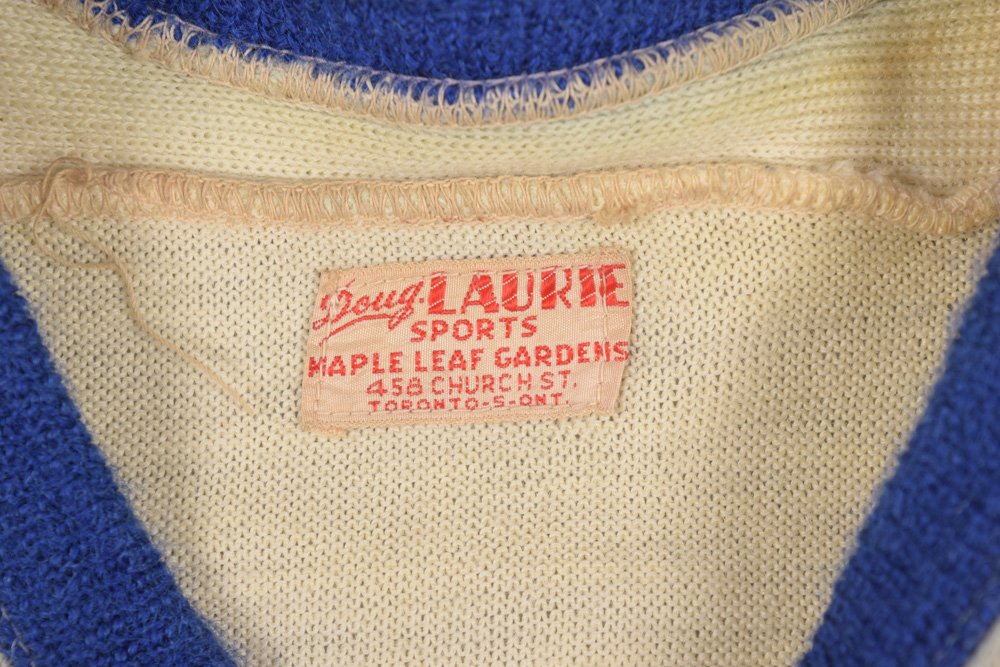 Doug. LAURIE
SPORTS
MAPLE LEAF GARDENS
458 CHURCH ST.
TORONTO-5-ONT.